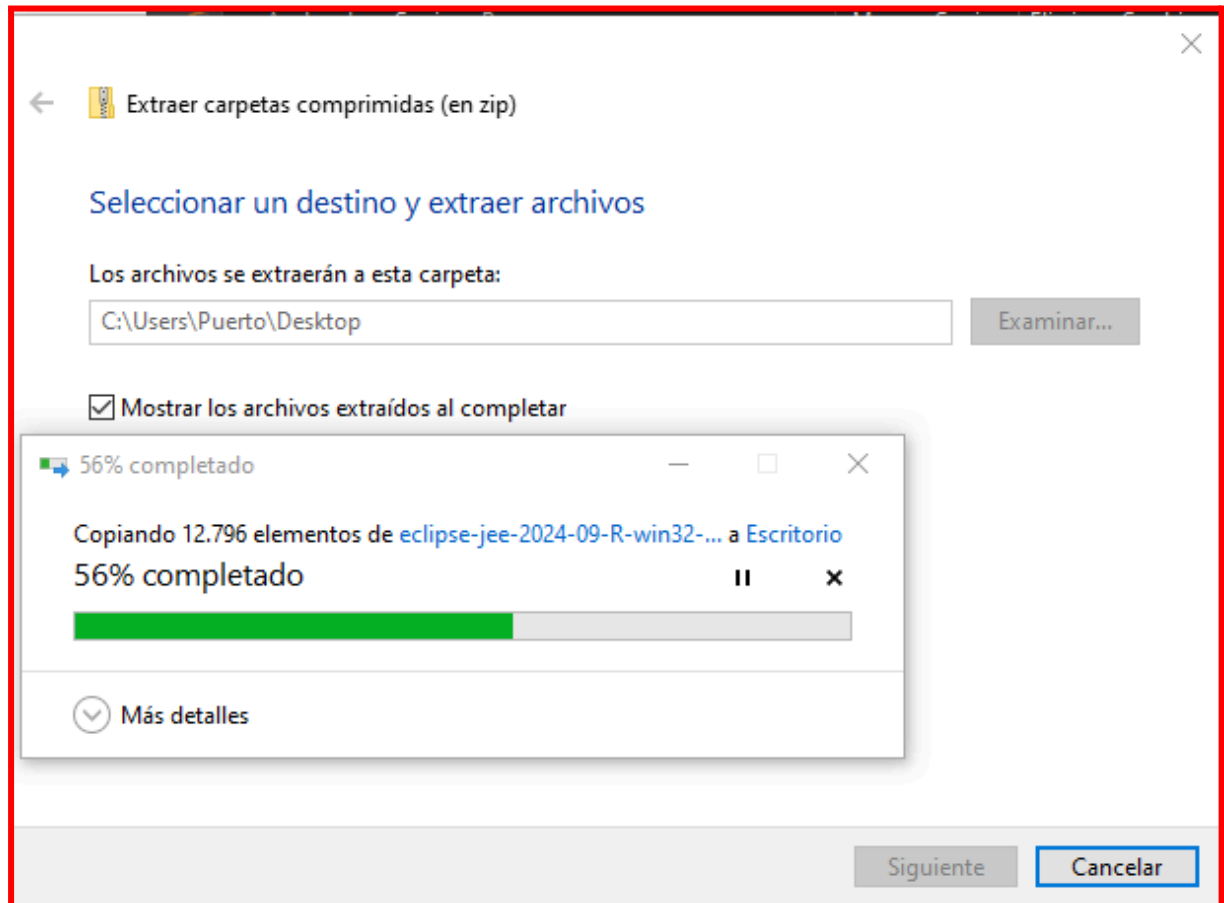 Extraer carpetas comprimidas (en zip)
Seleccionar un destino y extraer archivos
Los archivos se extraerán a esta carpeta:
C:\Users\Puerto\Desktop
Examinar...
Mostrar los archivos extraídos al completar
56% completado
Copiando 12.796 elementos de eclipse-jee-2024-09-R-win32-... a Escritorio
56% completado
Más detalles
Siguiente
Cancelar